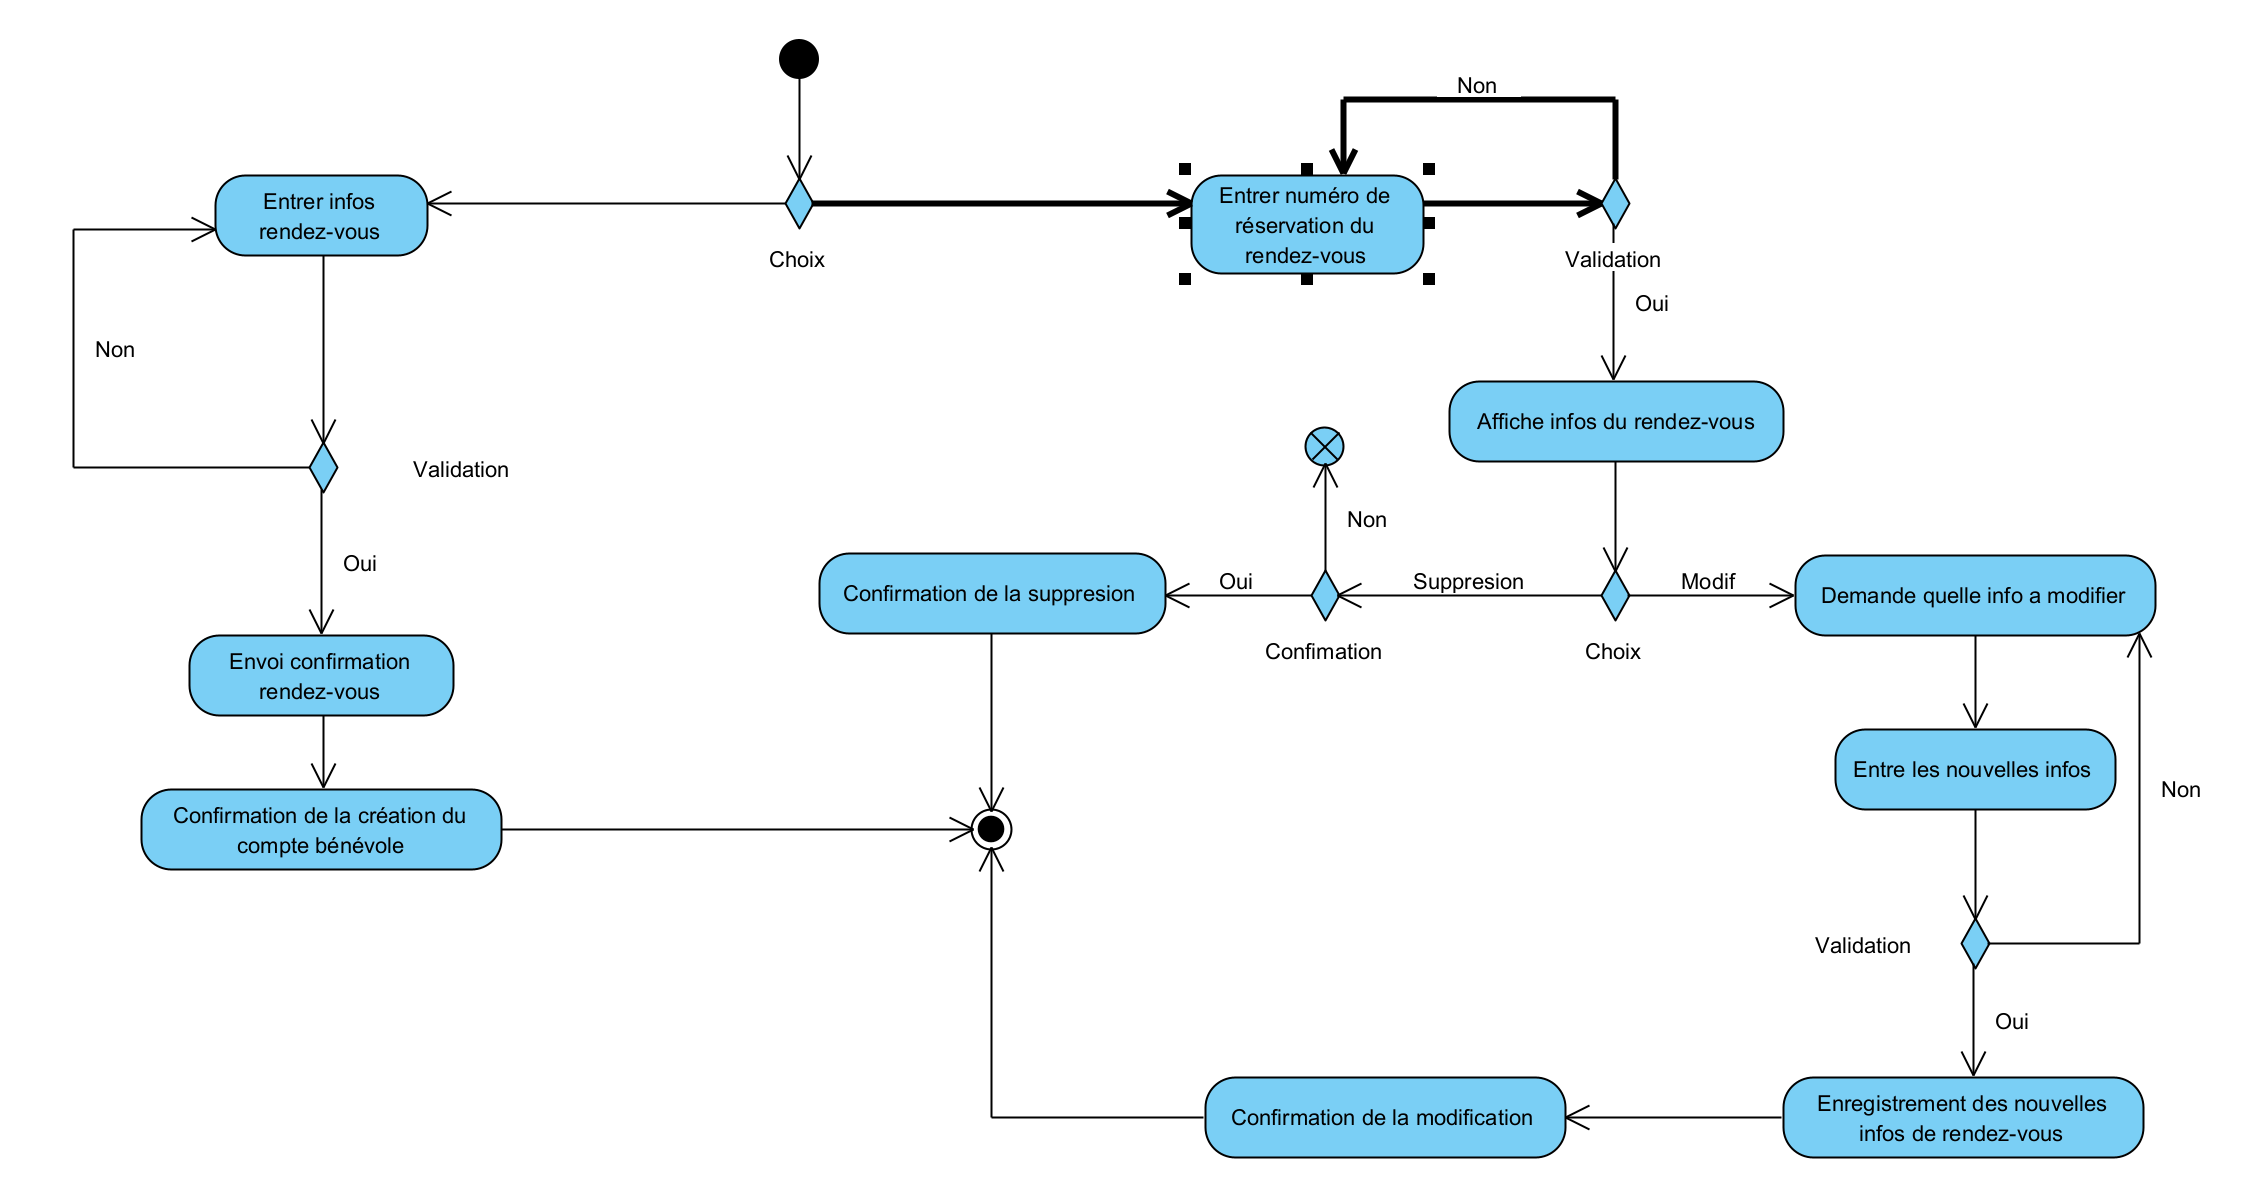 Non
Entrer infos
rendez-vous
Entrer numéro de
réservation du
rendez-vous
Choix
Validation
Oui
Non
Affiche infos du rendez-vous
Validation
Non
Oui
Confirmation de la suppresion
Oui
Suppresion
Modif
Demande quelle info a modifier
Confimation
Choix
Envoi confirmation
rendez-vous
Entre les nouvelles infos
Non
Confirmation de la création du
compte bénévole
Validation
Oui
Confirmation de la modification
Enregistrement des nouvelles
infos de rendez-vous